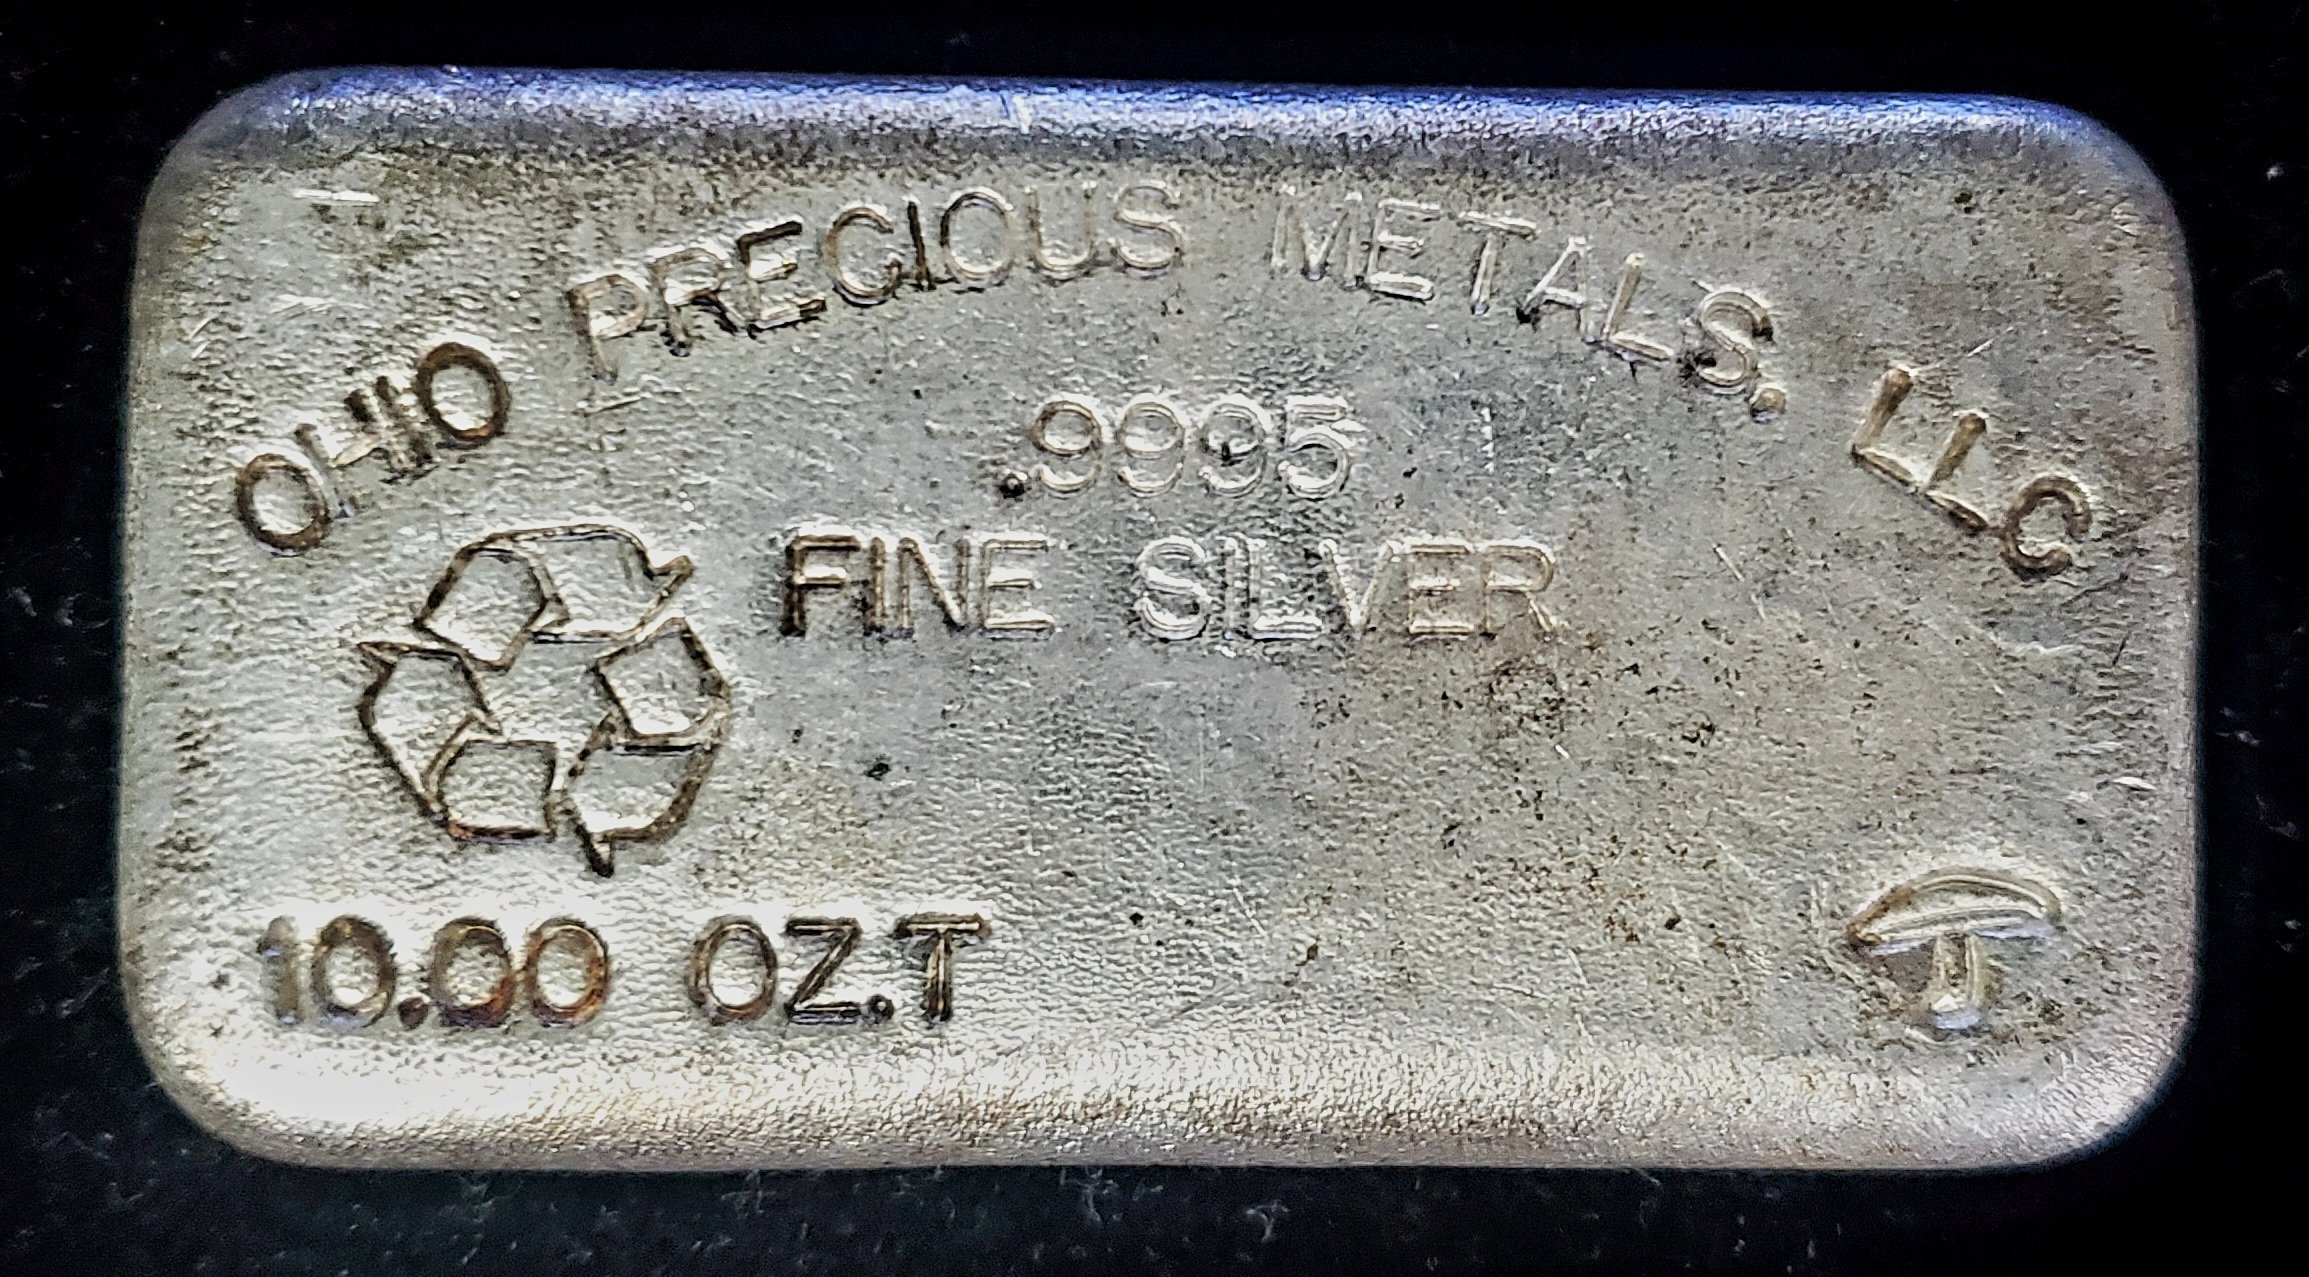 OHIO PRECIOUS METALS, LLC
.9995
FINE SILVER
10.00 OZ.T